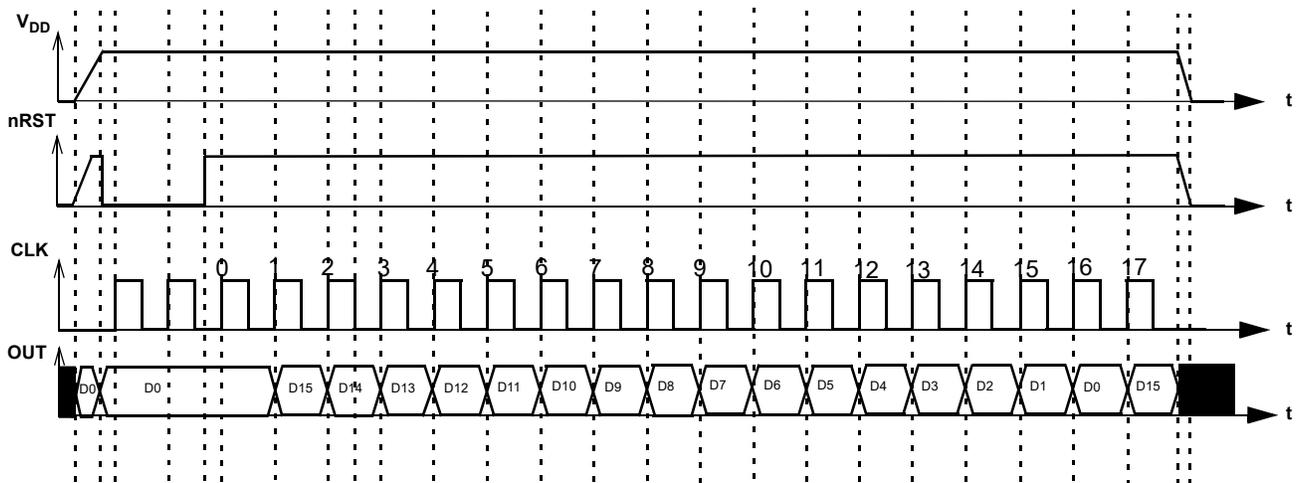 VDD
t
nRST
t
CLK
0 1 2 3 4 5 6 7 8 9 10 11 12 13 14 15 16 17
t
OUT
D0 D0 D15 D14 D13 D12 D11 D10 D9 D8 D7 D6 D5 D4 D3 D2 D1 D0 D15
t